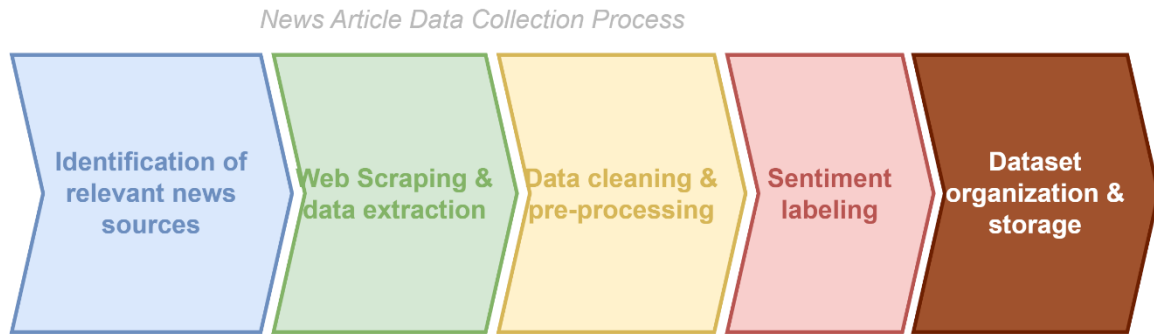 News Article Data Collection Process
Identification of
relevant news
sources
Web Scraping &
data extraction
Data cleaning &
pre-processing
Sentiment
labeling
Dataset
organization &
storage